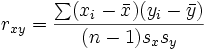 r_{xy} = \frac{\sum (x_i - \bar{x})(y_i - \bar{y})}{(n-1) s_x s_y}